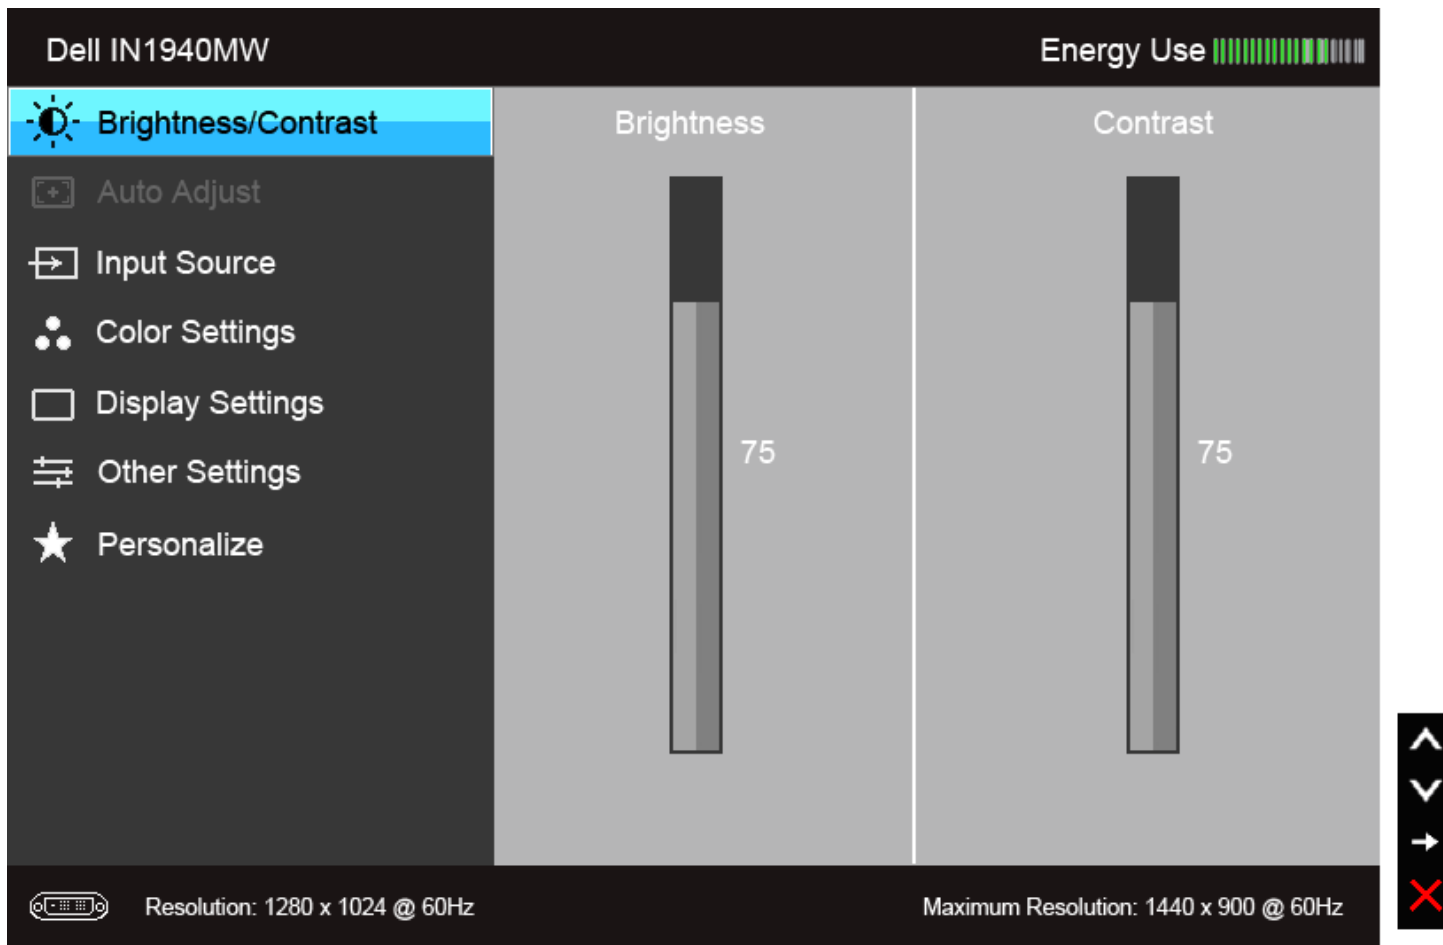 Dell IN1940MW
Energy Use
Brightness/Contrast
Auto Adjust
Input Source
Color Settings
Display Settings
Other Settings
Personalize
Brightness
75
Contrast
75
Resolution: 1280 x 1024 @ 60Hz
Maximum Resolution: 1440 x 900 @ 60Hz